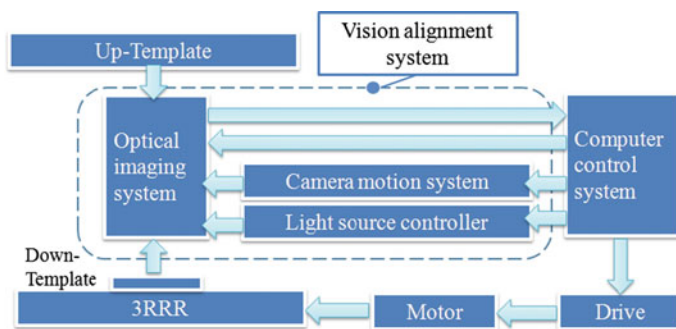 Up-Template
Vision alignment
system
Optical
imaging
system
Computer
control
system
Camera motion system
Light source controller
Down-
Template
3RRR
Motor
Drive